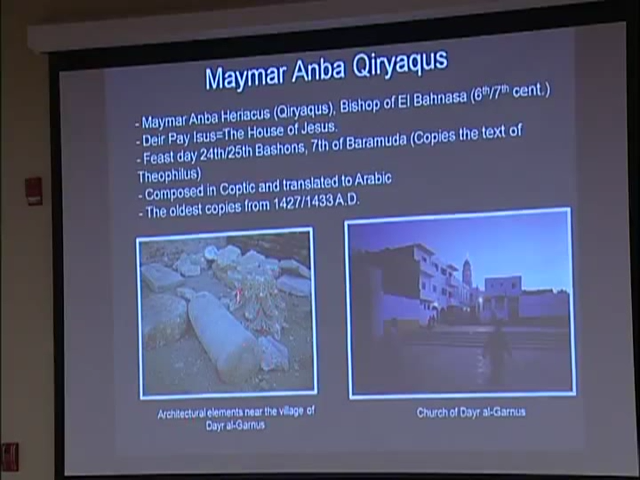 Maymar Anba Qiryaqus
- Maymar Anba Heriacus (Qiryaqus), Bishop of El Bahnasa (6th/7th cent.)
- Deir Pay Isus=The House of Jesus.
- Feast day 24th/25th Bashons, 7th of Baramuda (Copies the text of
Theophilus)
- Composed in Coptic and translated to Arabic
- The oldest copies from 1427/1433 A.D.
Architectural elements near the village of
Dayr al-Garnus
Church of Dayr al-Garnus